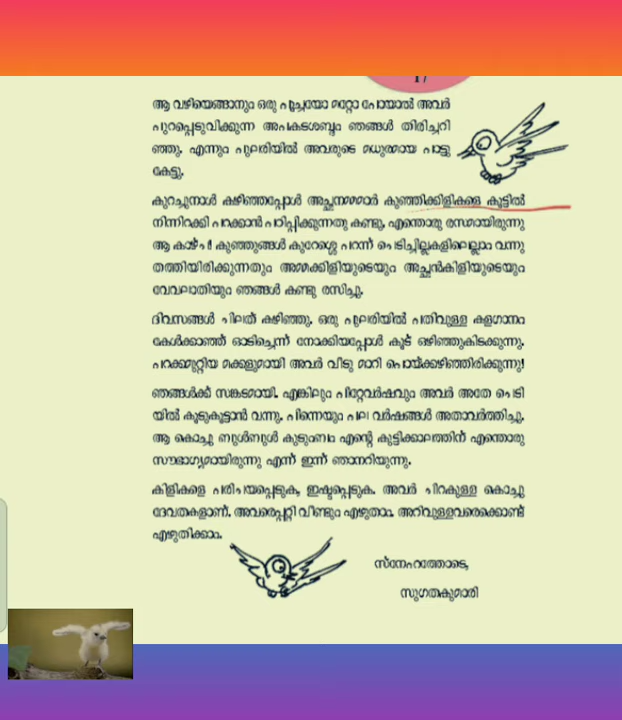 17
ആ വഴിയെങ്ങാനും ഒരു പൂച്ചയോ മറ്റോ പോയാൽ അവർ
പുറപ്പെടുവിക്കുന്ന അപകടശബ്ദം ഞങ്ങൾ തിരിച്ചറി
ഞ്ഞു. എന്നും പുലരിയിൽ അവരുടെ മധുരമായ പാട്ടു
കേട്ടു.
കുറച്ചുനാൾ കഴിഞ്ഞപ്പോൾ അച്ഛനമ്മമാർ കുഞ്ഞിക്കിളികളെ കൂട്ടിൽ
നിന്നിറക്കി പറക്കാൻ പഠിപ്പിക്കുന്നതു കണ്ടു. എന്തൊരു രസമായിരുന്നു
ആ കാഴ്ച! കുഞ്ഞുങ്ങൾ കുറേശ്ശെ പറന്ന് ചെടിച്ചില്ലകളിലെല്ലാം വന്നു
തത്തിയിരിക്കുന്നതും അമ്മക്കിളിയുടെയും അച്ഛൻകിളിയുടെയും
വേവലാതിയും ഞങ്ങൾ കണ്ടു രസിച്ചു.
ദിവസങ്ങൾ ചിലത് കഴിഞ്ഞു. ഒരു പുലരിയിൽ പതിവുള്ള കളഗാനം
കേൾക്കാഞ്ഞ് ഓടിച്ചെന്ന് നോക്കിയപ്പോൾ കൂട് ഒഴിഞ്ഞുകിടക്കുന്നു.
പറക്കമുറ്റിയ മക്കളുമായി അവർ വീടു മാറി പൊയ്ക്കഴിഞ്ഞിരിക്കുന്നു!
ഞങ്ങൾക്ക് സങ്കടമായി. എങ്കിലും പിറ്റേവർഷവും അവർ അതേ ചെടി
യിൽ കൂടുകൂട്ടാൻ വന്നു. പിന്നെയും പല വർഷങ്ങൾ അതാവർത്തിച്ചു.
ആ കൊച്ചു ബുൾബുൾ കുടുംബം എന്റെ കുട്ടിക്കാലത്തിന് എന്തൊരു
സൗഭാഗ്യമായിരുന്നു എന്ന് ഇന്ന് ഞാനറിയുന്നു.
കിളികളെ പരിചയപ്പെടുക, ഇഷ്ടപ്പെടുക. അവർ ചിറകുള്ള കൊച്ചു
ദേവതകളാണ്. അവരെപ്പറ്റി വീണ്ടും എഴുതാം. അറിവുള്ളവരെക്കൊണ്ട്
എഴുതിക്കാം.
സ്നേഹത്തോടെ,
സുഗതകുമാരി